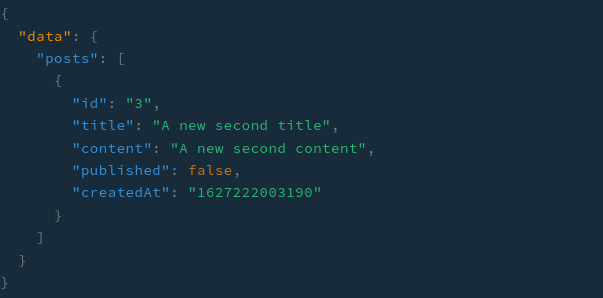 {
  "data": {
    "posts": [
      {
        "id": "3",
        "title": "A new second title",
        "content": "A new second content",
        "published": false,
        "createdAt": "1627222003190"
      }
    ]
  }
}